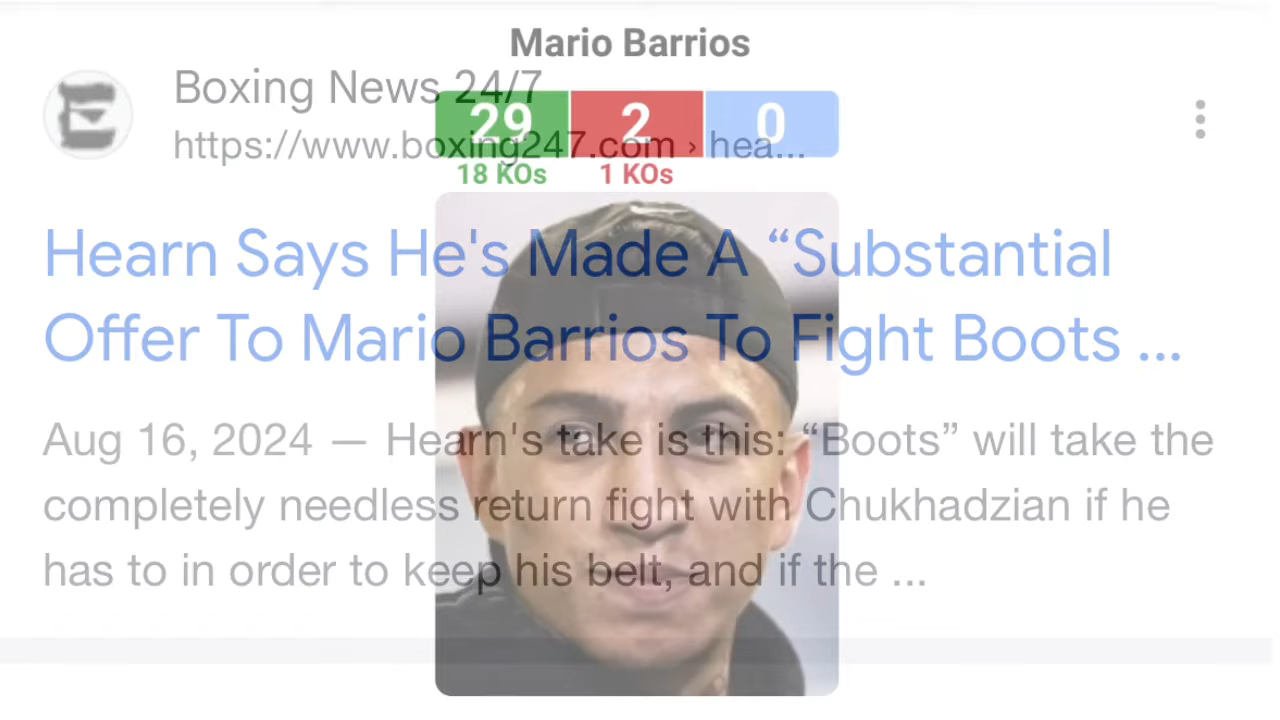 Mario Barrios
Boxing News 24/7
29 2 0
https://www.boxing247.com › hea...
18 KOs 1 KOs
Hearn Says He's Made A “Substantial
Offer To Mario Barrios To Fight Boots ...
Aug 16, 2024 — Hearn's take is this: “Boots” will take the
completely needless return fight with Chukhadzian if he
has to in order to keep his belt, and if the ...